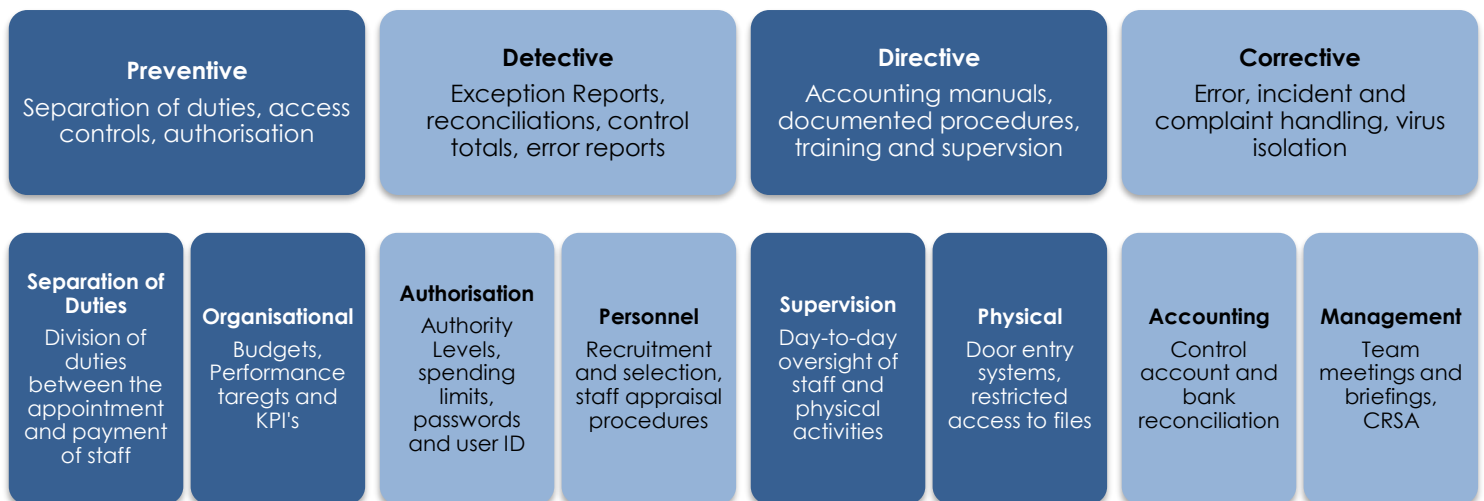 Preventive
Separation of duties, access
controls, authorisation
Detective
Exception Reports,
reconciliations, control
totals, error reports
Directive
Accounting manuals,
documented procedures,
training and supervsion
Corrective
Error, incident and
complaint handling, virus
isolation
Separation of
Duties
Division of
duties
between the
appointment
and payment
of staff
Organisational
Budgets,
Performance
taregts and
KPI's
Authorisation
Authority
Levels,
spending
limits,
passwords
and user ID
Personnel
Recruitment
and selection,
staff appraisal
procedures
Supervision
Day-to-day
oversight of
staff and
physical
activities
Physical
Door entry
systems,
restricted
access to files
Accounting
Control
account and
bank
reconciliation
Management
Team
meetings and
briefings,
CRSA